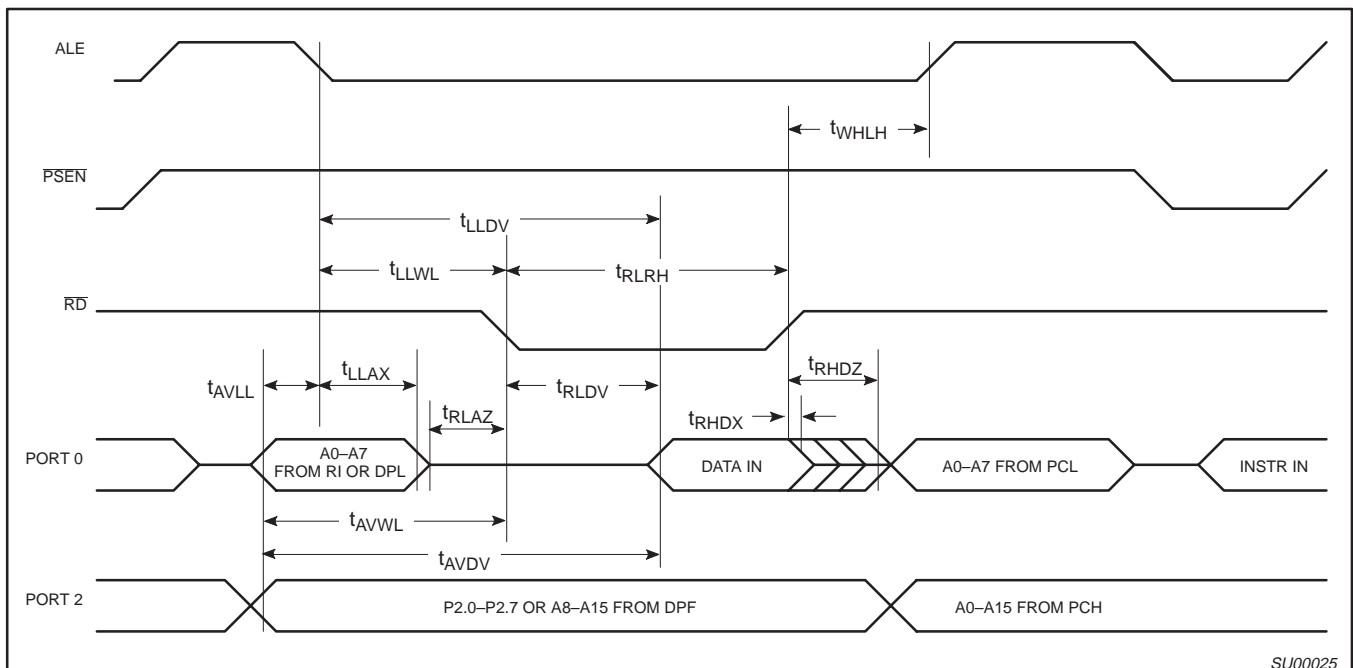 ALE
tWHLH
PSEN
tLLDV
tLLWL
tRLRH
RD
tAVLL
tLLAX
tRLAZ
tRLDV
tRHDZ
tRHDX
PORT 0
A0–A7
FROM RI OR DPL
DATA IN
A0–A7 FROM PCL
INSTR IN
tAVWL
tAVDV
PORT 2
P2.0–P2.7 OR A8–A15 FROM DPF
A0–A15 FROM PCH
SU00025